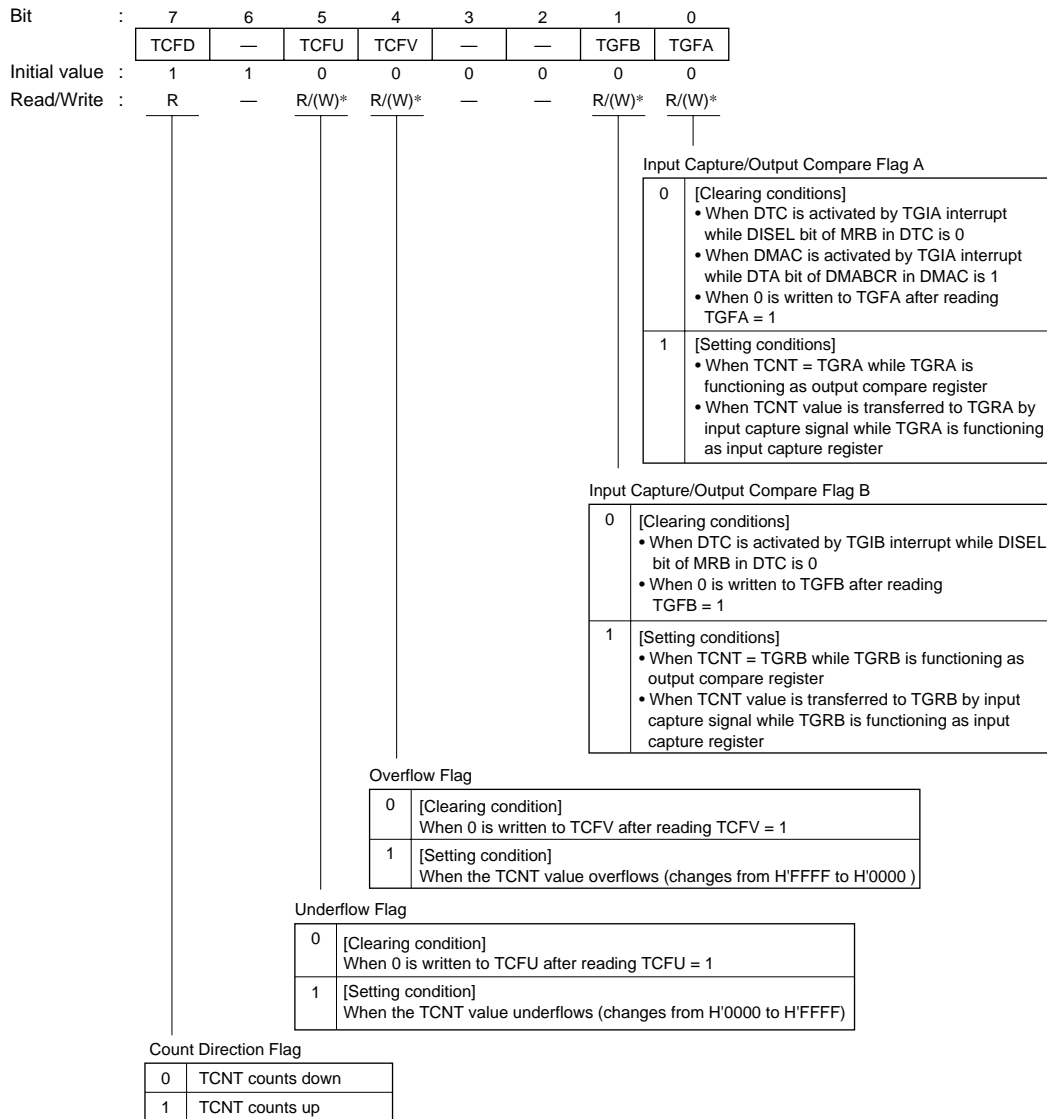 Bit : 7 6 5 4 3 2 1 0
TCFD — TCFU TCFV — — TGFB TGFA
Initial value : 1 1 0 0 0 0 0 0
Read/Write : R — R/(W)* R/(W)* — — R/(W)* R/(W)*
Input Capture/Output Compare Flag A
0 [Clearing conditions]
• When DTC is activated by TGIA interrupt
while DISEL bit of MRB in DTC is 0
• When DMAC is activated by TGIA interrupt
while DTA bit of DMABCR in DMAC is 1
• When 0 is written to TGFA after reading
TGFA = 1
1 [Setting conditions]
• When TCNT = TGRA while TGRA is
functioning as output compare register
• When TCNT value is transferred to TGRA by
input capture signal while TGRA is functioning
as input capture register
Input Capture/Output Compare Flag B
0 [Clearing conditions]
• When DTC is activated by TGIB interrupt while DISEL
bit of MRB in DTC is 0
• When 0 is written to TGFB after reading
TGFB = 1
1 [Setting conditions]
• When TCNT = TGRB while TGRB is functioning as
output compare register
• When TCNT value is transferred to TGRB by input
capture signal while TGRB is functioning as input
capture register
Overflow Flag
0 [Clearing condition]
When 0 is written to TCFV after reading TCFV = 1
1 [Setting condition]
When the TCNT value overflows (changes from H'FFFF to H'0000 )
Underflow Flag
0 [Clearing condition]
When 0 is written to TCFU after reading TCFU = 1
1 [Setting condition]
When the TCNT value underflows (changes from H'0000 to H'FFFF)
Count Direction Flag
0 TCNT counts down
1 TCNT counts up